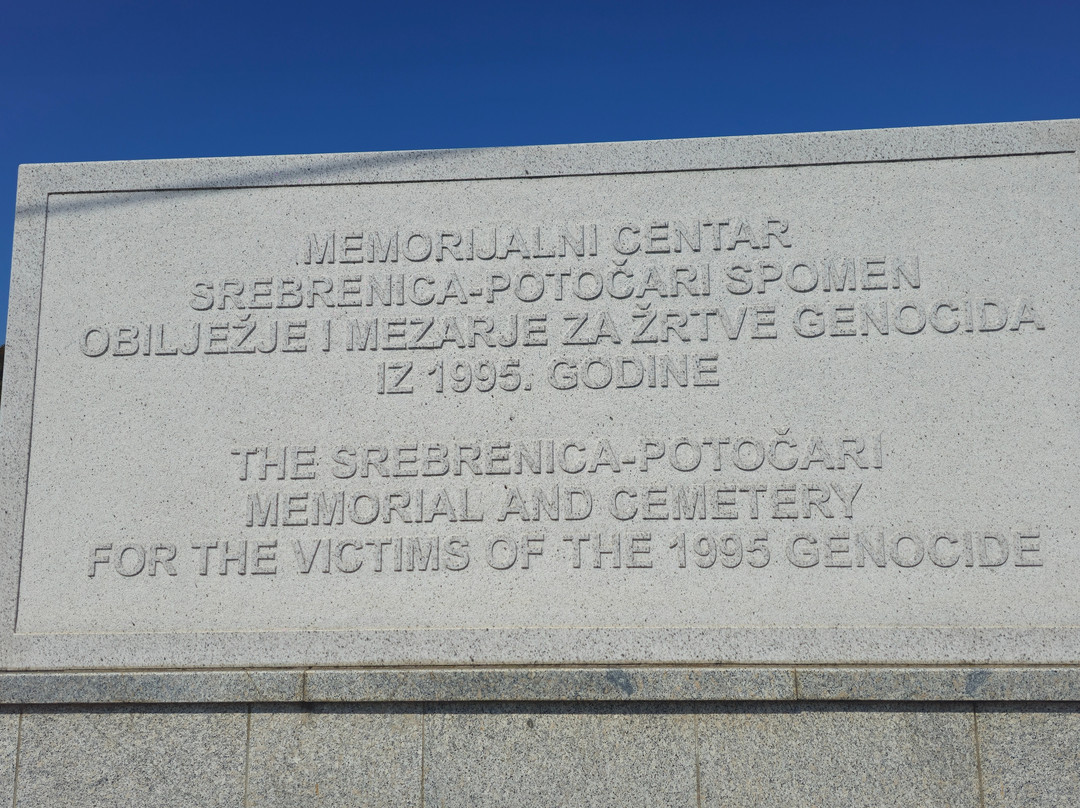 MEMORIJALNI CENTAR
SREBRENICA-POTOČARI SPOMEN
OBILJEŽJE I MEZARJE ZA ŽRTVE GENOCIDA
IZ 1995. GODINE
THE SREBRENICA-POTOČARI
MEMORIAL AND CEMETERY
FOR THE VICTIMS OF THE 1995 GENOCIDE